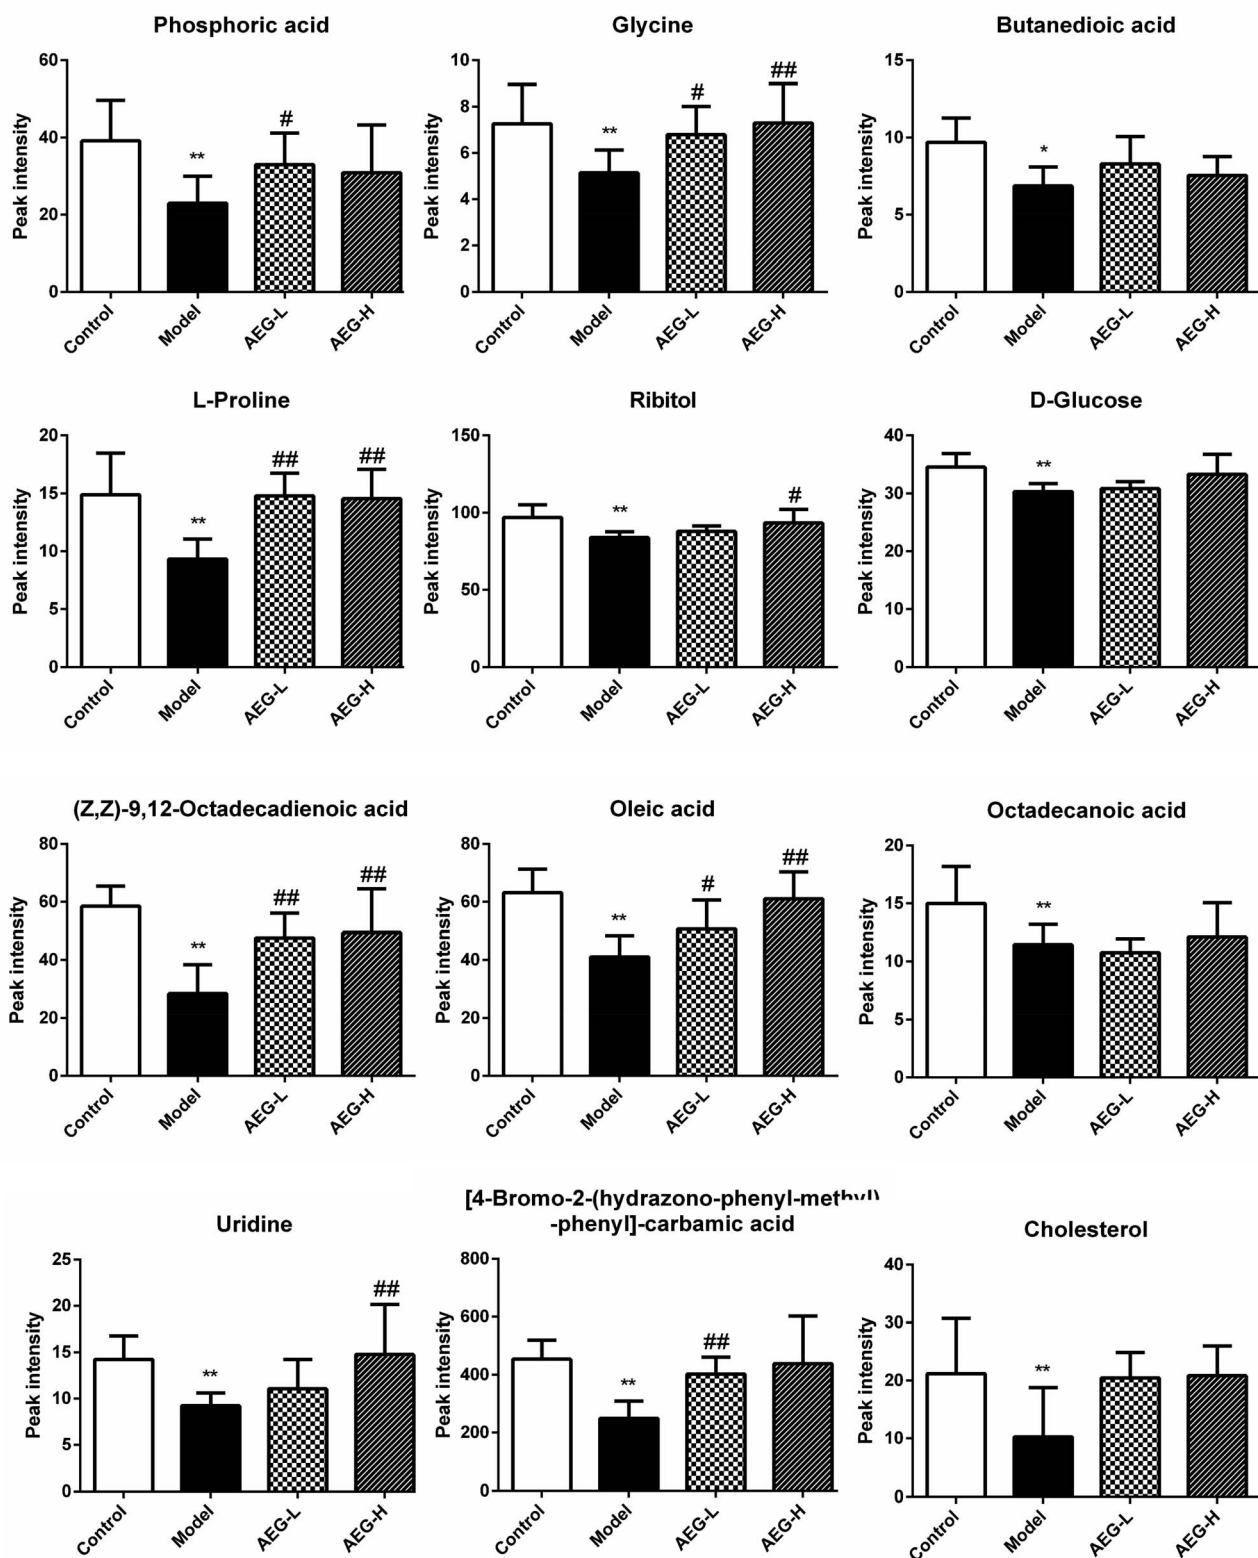 Phosphoric acid
Peak intensity
60
40
20
0
**
#
Control
Model
AEG-L
AEG-H
Glycine
Peak intensity
10
8
6
4
2
0
**
#
##
Control
Model
AEG-L
AEG-H
Butanedioic acid
Peak intensity
15
10
5
0
*
Control
Model
AEG-L
AEG-H
L-Proline
Peak intensity
20
15
10
5
0
**
##
##
Control
Model
AEG-L
AEG-H
Ribitol
Peak intensity
150
100
50
0
**
#
Control
Model
AEG-L
AEG-H
D-Glucose
Peak intensity
40
30
20
10
0
**
Control
Model
AEG-L
AEG-H
(Z,Z)-9,12-Octadecadienoic acid
Peak intensity
80
60
40
20
0
**
##
##
Control
Model
AEG-L
AEG-H
Oleic acid
Peak intensity
80
60
40
20
0
**
#
##
Control
Model
AEG-L
AEG-H
Octadecanoic acid
Peak intensity
20
15
10
5
0
**
Control
Model
AEG-L
AEG-H
Uridine
Peak intensity
25
20
15
10
5
0
**
##
Control
Model
AEG-L
AEG-H
[4-Bromo-2-(hydrazono-phenyl-methyl)
-phenyl]-carbamic acid
Peak intensity
800
600
400
200
0
**
##
Control
Model
AEG-L
AEG-H
Cholesterol
Peak intensity
40
30
20
10
0
**
Control
Model
AEG-L
AEG-H